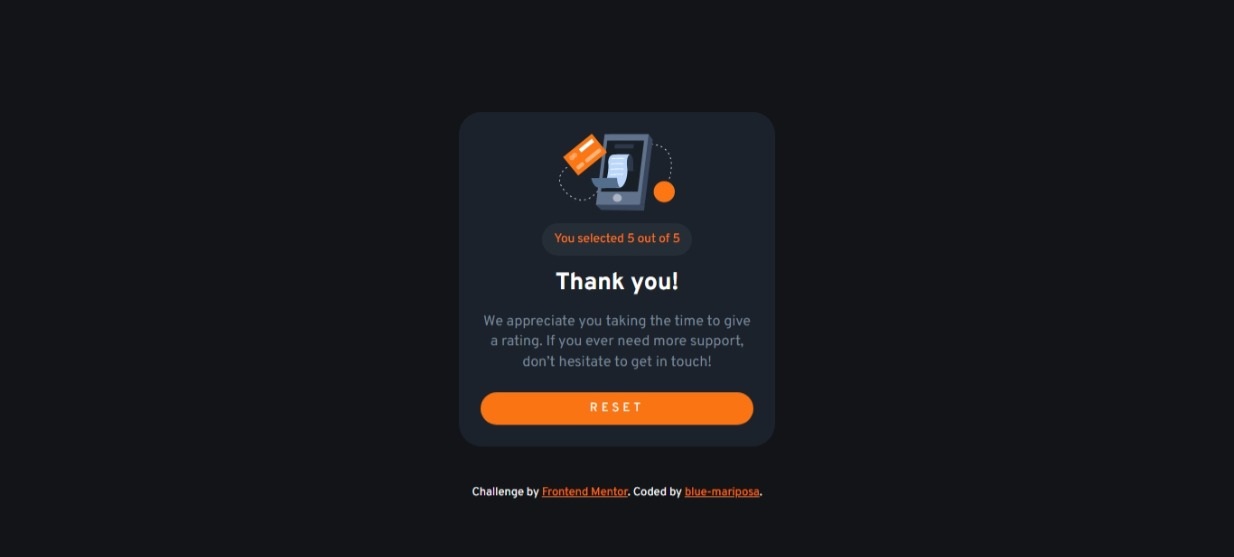 You selected 5 out of 5
Thank you!
We appreciate you taking the time to give
a rating. If you ever need more support,
don't hesitate to get in touch!
RESET
Challenge by Frontend Mentor. Coded by blue-mariposa.